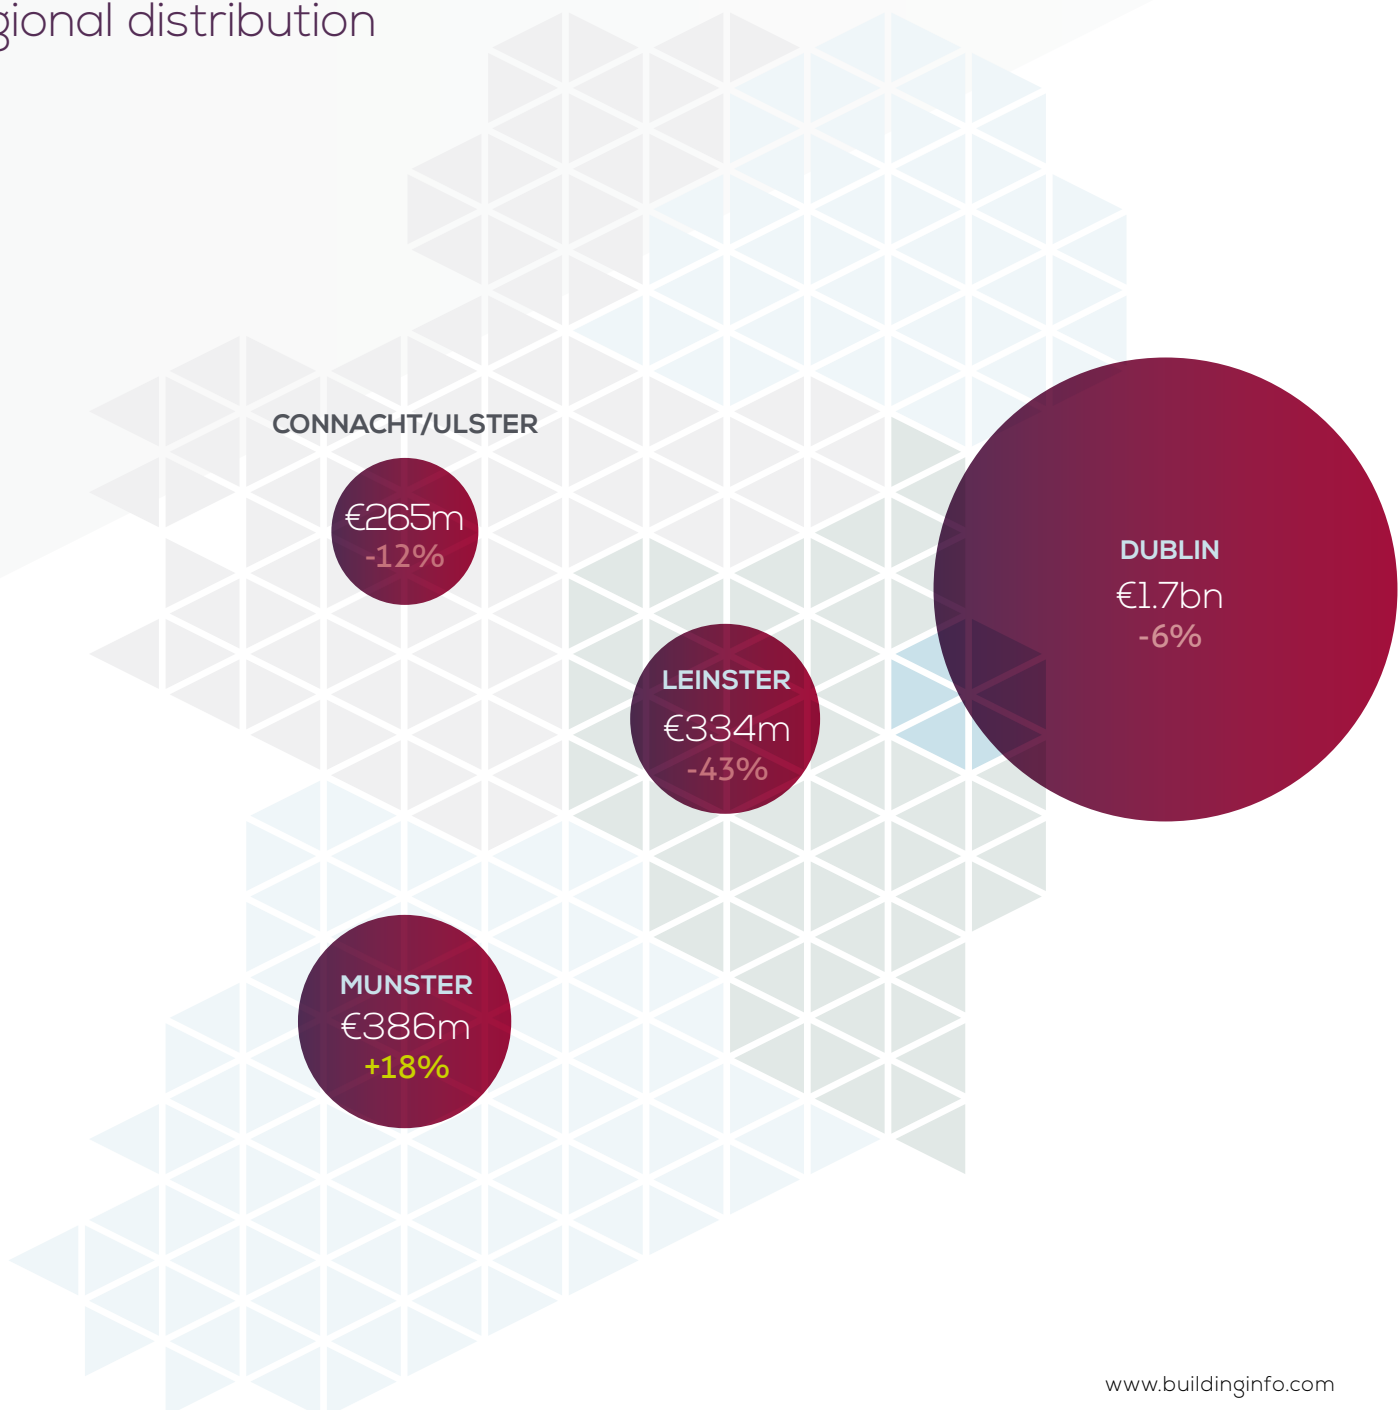 gional distribution
CONNACHT/ULSTER
€265m
-12%
DUBLIN
€1.7bn
-6%
LEINSTER
€334m
-43%
MUNSTER
€386m
+18%
www.buildinginfo.com